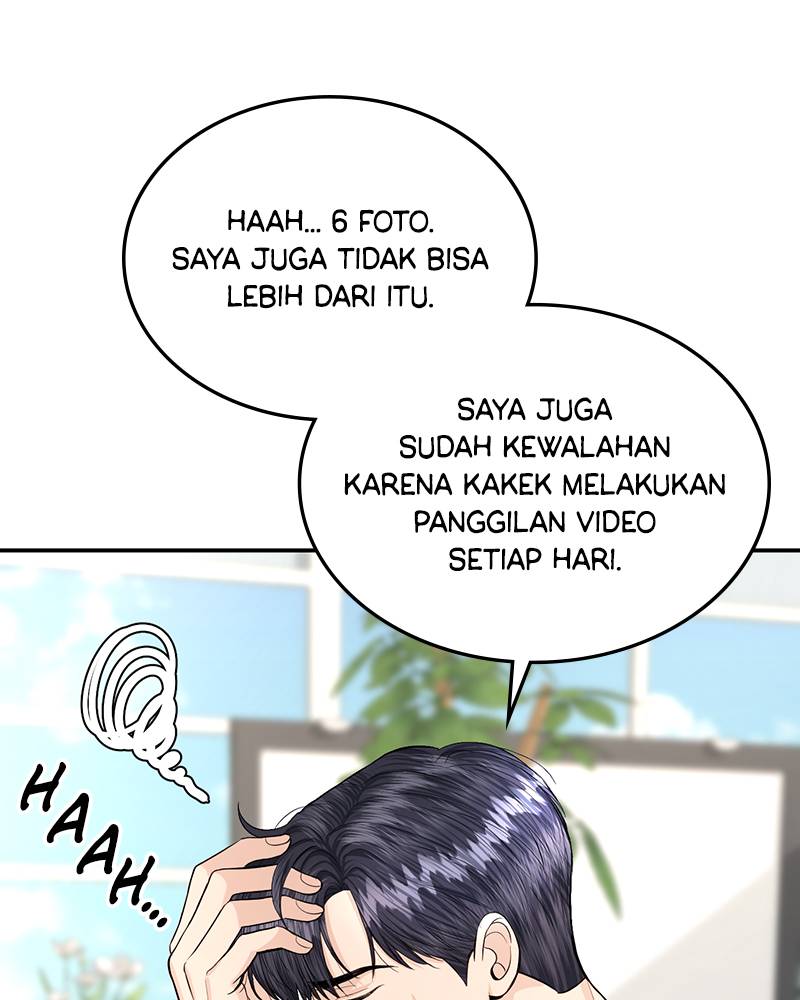 HAAH... 6 FOTO.
SAYA JUGA TIDAK BISA
LEBIH DARI ITU.
SAYA JUGA
SUDAH KEWALAHAN
KARENA KAKEK MELAKUKAN
PANGGILAN VIDEO
SETIAP HARI.
HAAH...